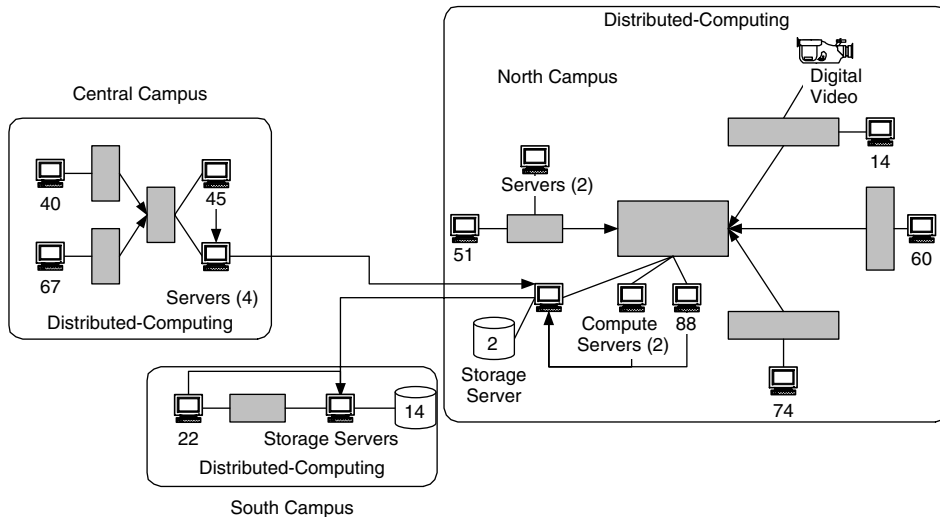 Distributed-Computing
North Campus
Digital
Video
14
Servers (2)
51
60
Compute
Servers (2)
88
2
Storage
Server
74
Central Campus
40
45
67
Servers (4)
Distributed-Computing
22
Storage Servers
14
Distributed-Computing
South Campus